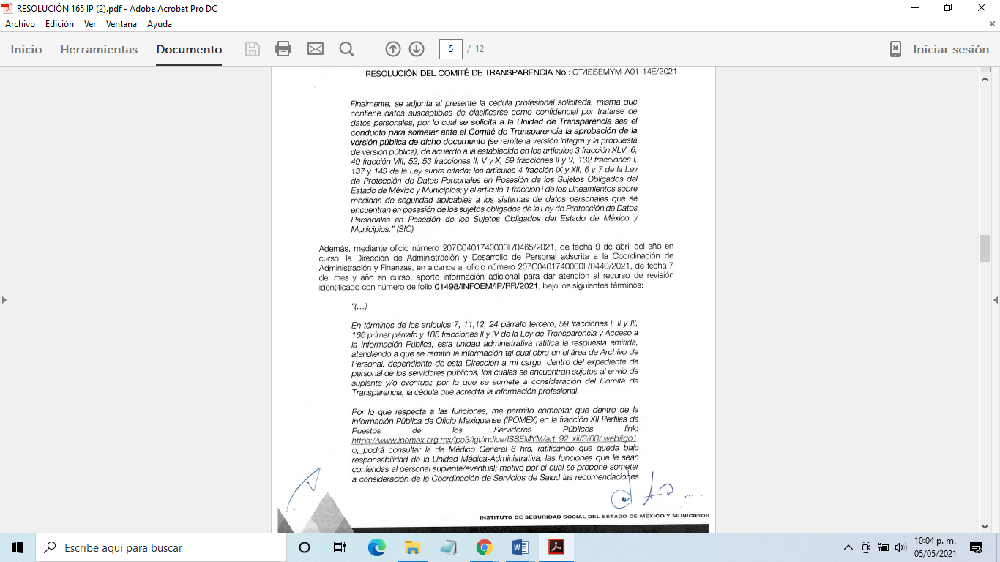 RESOLUCIÓN 165 IP (2).pdf - Adobe Acrobat Pro DC
Archivo Edición Ver Ventana Ayuda
Inicio Herramientas Documento 5 / 12 Iniciar sesión
RESOLUCIÓN DEL COMITÉ DE TRANSPARENCIA No.: CT/ISSEMYM-A01-14E/2021
Finalmente, se adjunta al presente la cédula profesional solicitada, misma que
contiene datos susceptibles de clasificarse como confidencial por tratarse de
datos personales, por lo cual se solicita a la Unidad de Transparencia sea el
conducto para someter ante el Comité de Transparencia la aprobación de la
versión pública de dicho documento (se remite la versión íntegra y la propuesta
de versión pública), de acuerdo a la establecido en los artículos 3 fracción XLV, 6,
49 fracción VIII, 52, 53 fracciones II, V y X, 59 fracciones II y V, 132 fracciones I,
137 y 143 de la Ley supra citada; los artículos 4 fracción IX y XII, 6 y 7 de la Ley
de Protección de Datos Personales en Posesión de los Sujetos Obligados del
Estado de México y Municipios; y el artículo 1 fracción i de los Lineamientos sobre
medidas de seguridad aplicables a los sistemas de datos personales que se
encuentran en posesión de los sujetos obligados de la Ley de Protección de Datos
Personales en Posesión de los Sujetos Obligados del Estado de México y
Municipios.” (SIC)
Además, mediante oficio número 207C0401740000L/0465/2021, de fecha 9 de abril del año en
curso, la Dirección de Administración y Desarrollo de Personal adscrita a la Coordinación de
Administración y Finanzas, en alcance al oficio número 207C0401740000L/0440/2021, de fecha 7
del mes y año en curso, aportó información adicional para dar atención al recurso de revisión
identificado con número de folio 01498/INFOEM/IP/RR/2021, bajo los siguientes términos:
“(...)
En términos de los artículos 7, 11,12, 24 párrafo tercero, 59 fracciones I, II y III,
166 primer párrafo y 185 fracciones II y IV de la Ley de Transparencia y Acceso a
la Información Pública, esta unidad administrativa ratifica la respuesta emitida,
atendiendo a que se remitió la información tal cual obra en el área de Archivo de
Personal, dependiente de esta Dirección a mi cargo, dentro del expediente de
personal de los servidores públicos, los cuales se encuentran sujetos al envío de
suplente y/o eventual; por lo que se somete a consideración del Comité de
Transparencia, la cédula que acredita la información profesional.
Por lo que respecta a las funciones, me permito comentar que dentro de la
Información Pública de Oficio Mexiquense (IPOMEX) en la fracción XII Perfiles de
Puestos de los Servidores Públicos link:
https://www.ipomex.org.mx/ipo3/lgt/indice/ISSEMYM/art_92_xii/3/60/.web#goT
o, podrá consultar la de Médico General 6 hrs, ratificando que queda bajo
responsabilidad de la Unidad Médica-Administrativa, las funciones que le sean
conferidas al personal suplente/eventual; motivo por el cual se propone someter
a consideración de la Coordinación de Servicios de Salud las recomendaciones
6/11
INSTITUTO DE SEGURIDAD SOCIAL DEL ESTADO DE MÉXICO Y MUNICIPIOS
Escribe aquí para buscar
10:04 p. m.
05/05/2021